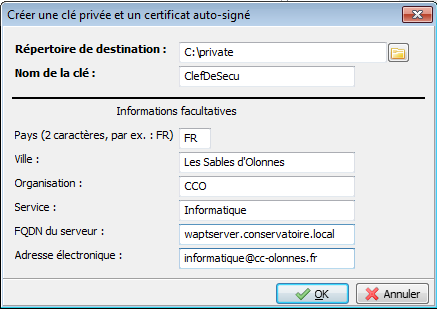 Créer une clé privée et un certificat auto-signé
Répertoire de destination : C:\private
Nom de la clé : ClefDeSecu
Informations facultatives
Pays (2 caractères, par ex. : FR) FR
Ville : Les Sables d'Olonnes
Organisation : CCO
Service : Informatique
FQDN du serveur : waptserver.conservatoire.local
Adresse électronique : informatique@cc-olonnes.fr
OK Annuler